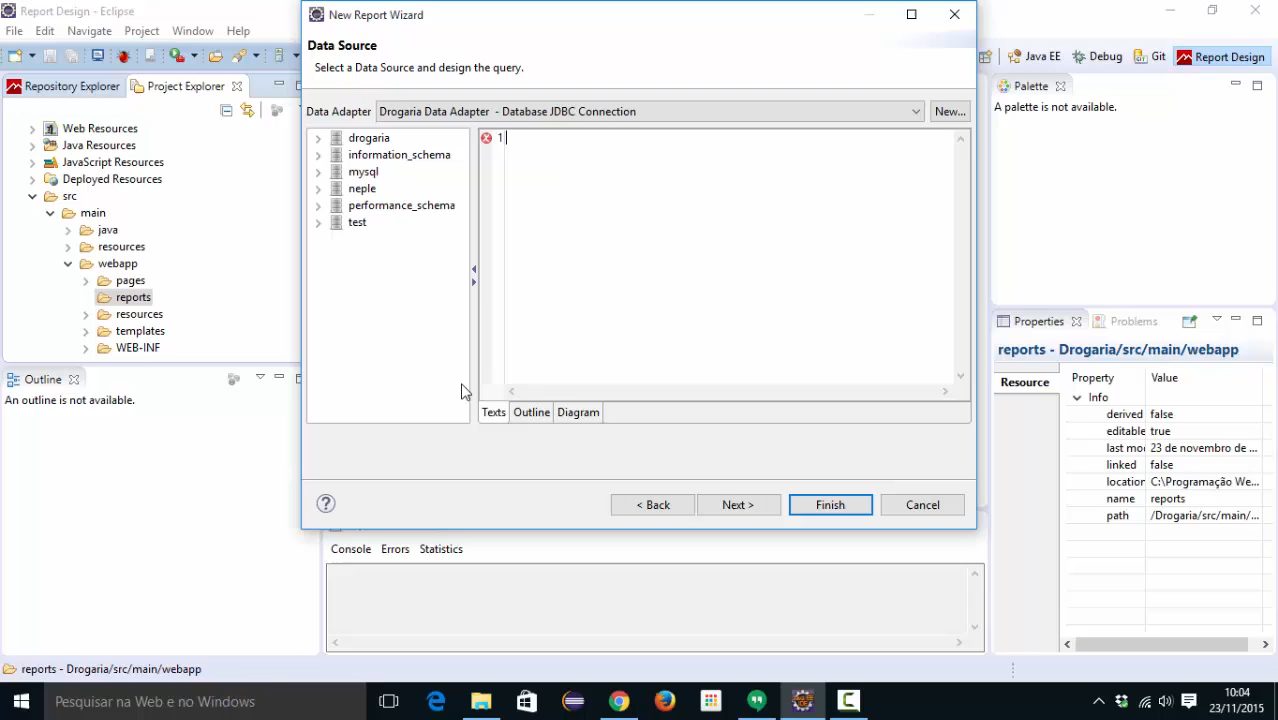 Report Design - Eclipse
File Edit Navigate Project Window Help
Java EE Debug Git Report Design
Repository Explorer Project Explorer
Web Resources
Java Resources
JavaScript Resources
Deployed Resources
src
main
java
resources
webapp
pages
reports
resources
templates
WEB-INF
Outline
An outline is not available.
New Report Wizard
Data Source
Select a Data Source and design the query.
Data Adapter Drogaria Data Adapter - Database JDBC Connection New...
drogaria
information_schema
mysql
neple
performance_schema
test
1
Texts Outline Diagram
< Back Next > Finish Cancel
Console Errors Statistics
Palette
A palette is not available.
Properties Problems
reports - Drogaria/src/main/webapp
Resource
Property Value
Info
derived false
editable true
last mo 23 de novembro de ...
linked false
location C:\Programação We...
name reports
path /Drogaria/src/main/...
reports - Drogaria/src/main/webapp
Pesquisar na Web e no Windows
10:04
23/11/2015